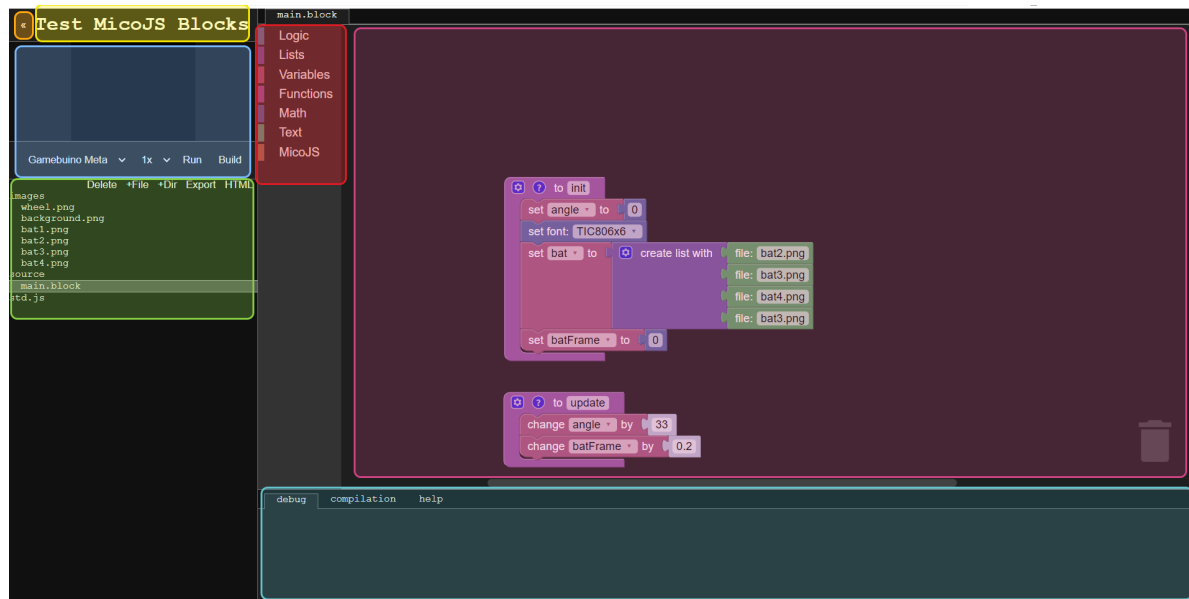 « Test MicoJS Blocks
Gamebuino Meta 1x Run Build
Delete +File +Dir Export HTML
images
wheel.png
background.png
bat1.png
bat2.png
bat3.png
bat4.png
source
main.block
std.js
main.block
Logic
Lists
Variables
Functions
Math
Text
MicoJS
? to init
set angle to 0
set font: TIC806x6
set bat to create list with file: bat2.png
file: bat3.png
file: bat4.png
file: bat3.png
set batFrame to 0
? to update
change angle by 33
change batFrame by 0.2
debug compilation help